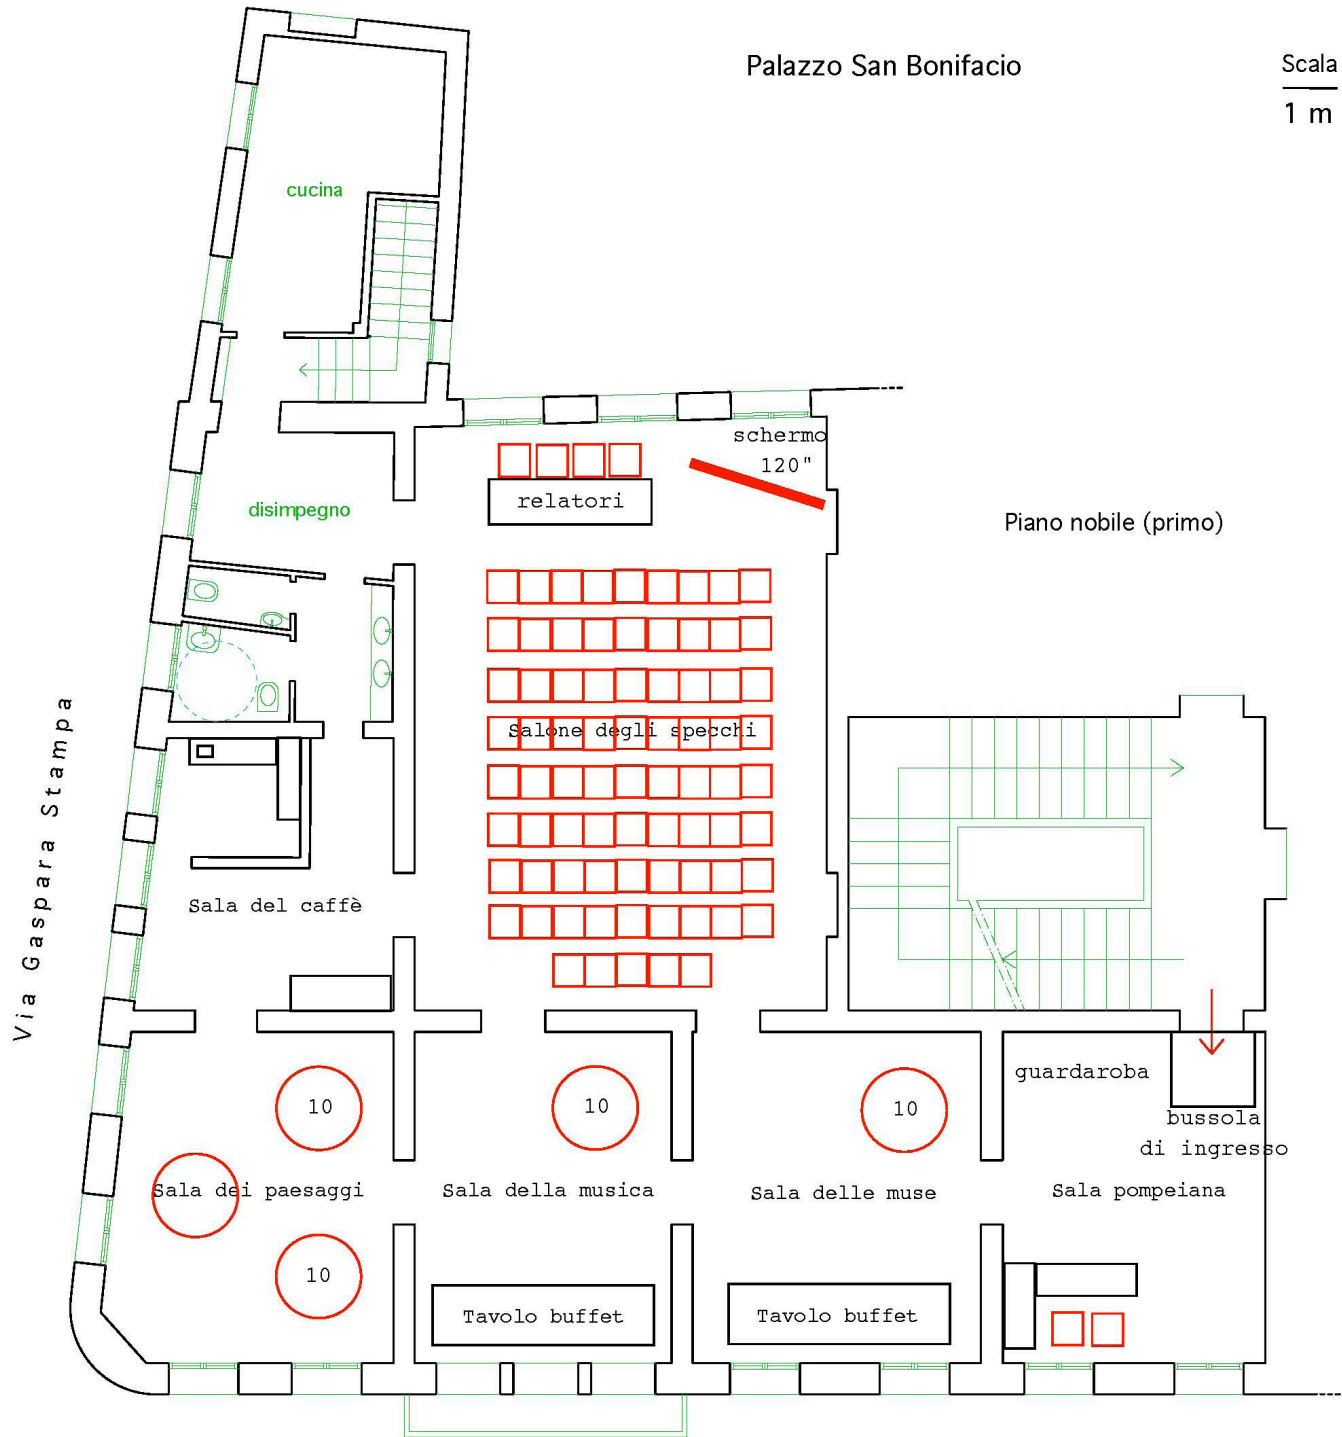 Palazzo San Bonifacio
Scala
1 m
cucina
schermo
120"
relatori
disimpegno
Piano nobile (primo)
Salone degli specchi
Via Gaspara Stampa
Sala del caffè
guardaroba
10
10
10
bussola
di ingresso
Sala dei paesaggi
Sala della musica
Sala delle muse
Sala pompeiana
10
Tavolo buffet
Tavolo buffet